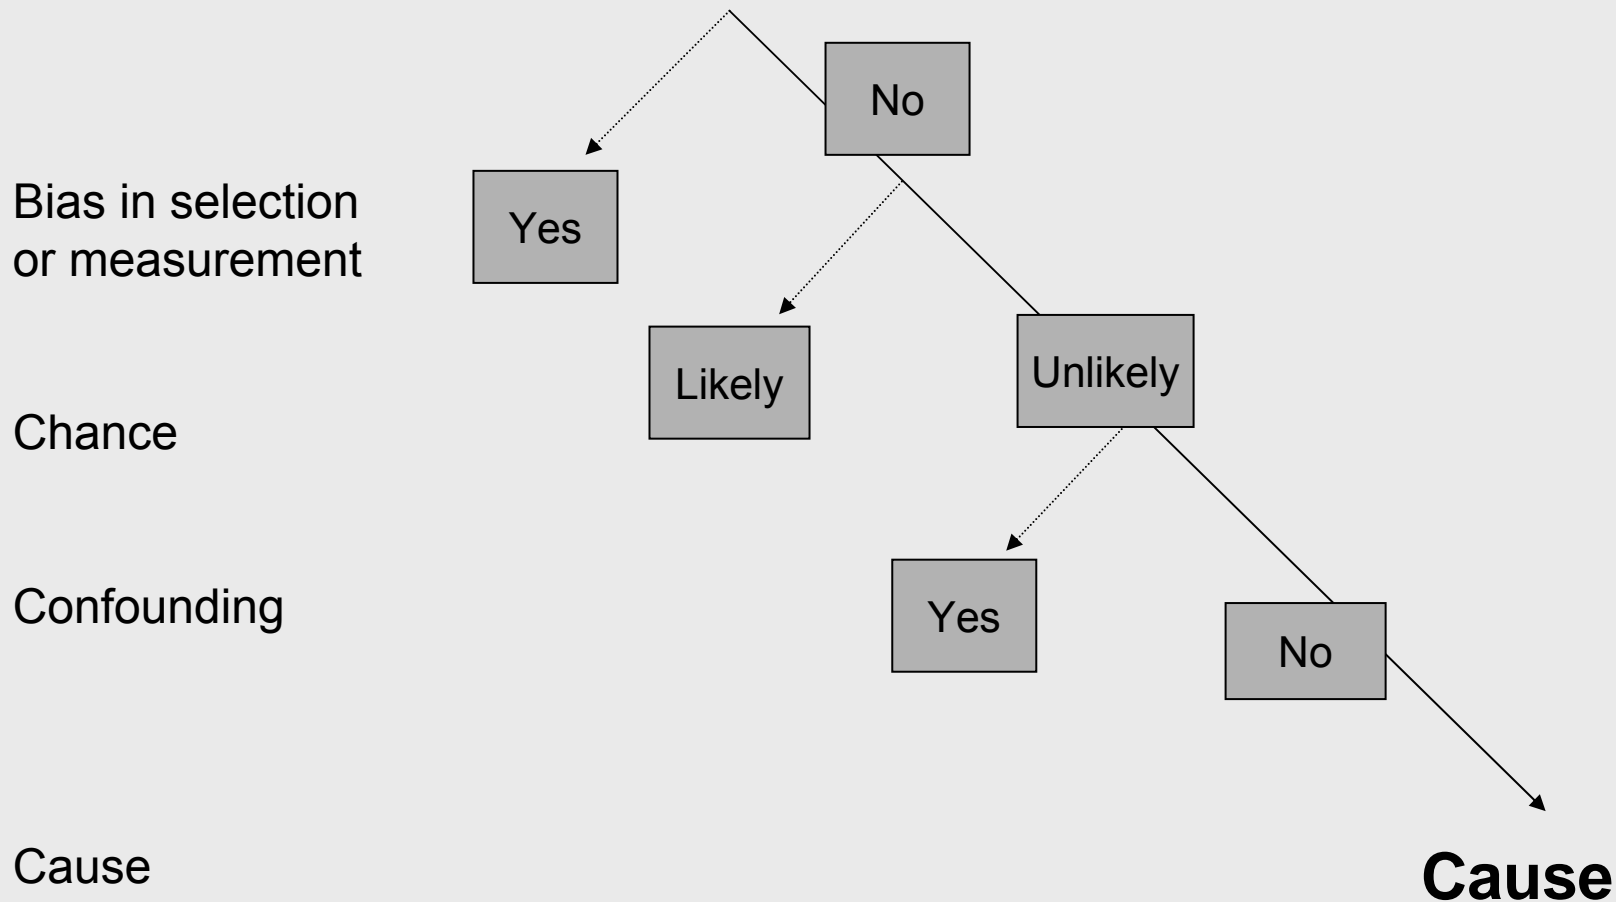 No
Bias in selection
or measurement
Yes
Likely
Unlikely
Chance
Confounding
Yes
No
Cause
Cause